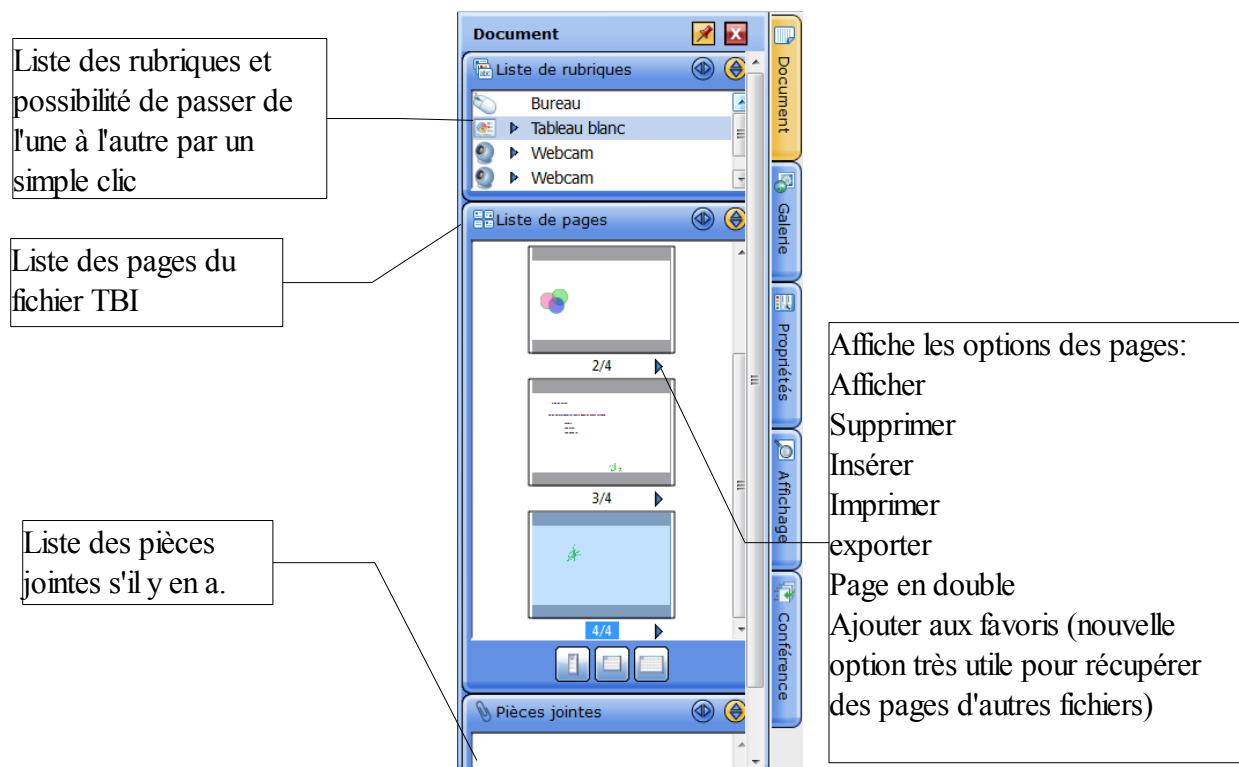 Liste des rubriques et
possibilité de passer de
l'une à l'autre par un
simple clic
Liste des pages du
fichier TBI
Liste des pièces
jointes s'il y en a.
Document
Liste de rubriques
Bureau
Tableau blanc
Webcam
Webcam
Liste de pages
2/4
3/4
4/4
Pièces jointes
Document
Galerie
Propriétés
Affichage
Conférence
Affiche les options des pages:
Afficher
Supprimer
Insérer
Imprimer
exporter
Page en double
Ajouter aux favoris (nouvelle
option très utile pour récupérer
des pages d'autres fichiers)